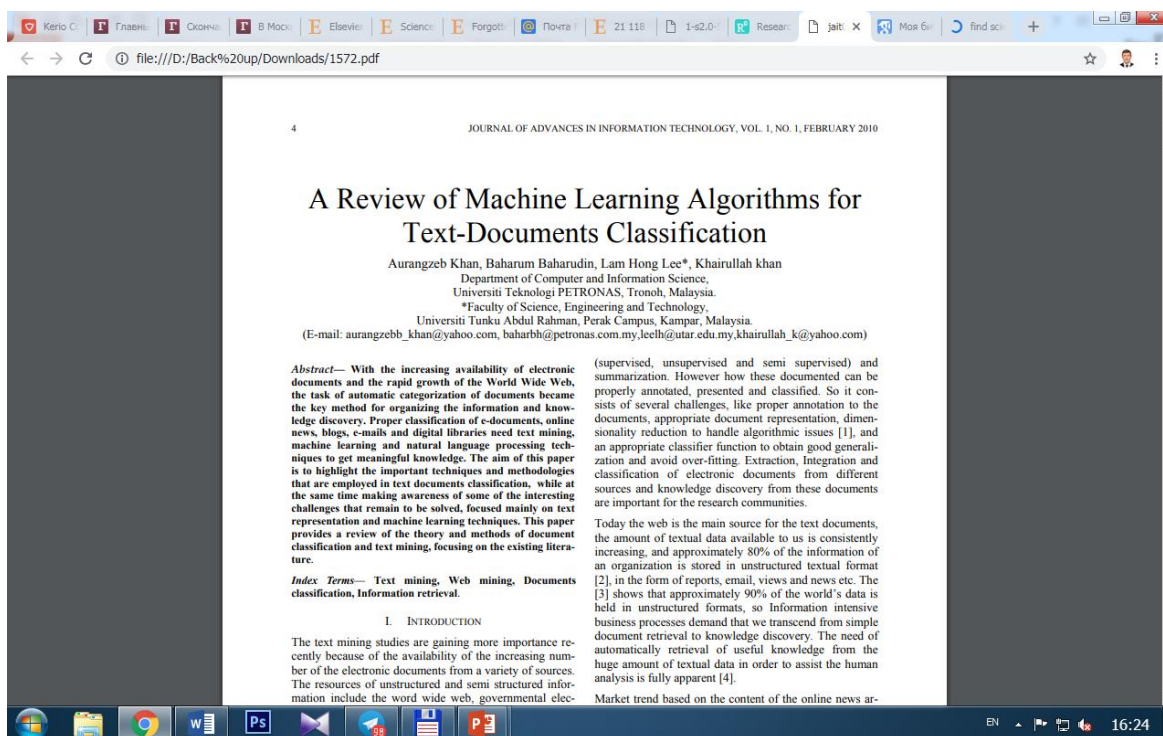 Kerio C
Главнь
Сконча
В Моск
Elsevier
Science
Forgott
Почта
21 118
1-s2.0-
Researc
jaitl
Моя би
find scie
file:///D:/Back%20up/Downloads/1572.pdf
4 JOURNAL OF ADVANCES IN INFORMATION TECHNOLOGY, VOL. 1, NO. 1, FEBRUARY 2010
A Review of Machine Learning Algorithms for
Text-Documents Classification
Aurangzeb Khan, Baharum Baharudin, Lam Hong Lee*, Khairullah khan
Department of Computer and Information Science,
Universiti Teknologi PETRONAS, Tronoh, Malaysia.
*Faculty of Science, Engineering and Technology,
Universiti Tunku Abdul Rahman, Perak Campus, Kampar, Malaysia.
(E-mail: aurangzebb_khan@yahoo.com, baharbh@petronas.com.my,leelh@utar.edu.my,khairullah_k@yahoo.com)
Abstract— With the increasing availability of electronic
documents and the rapid growth of the World Wide Web,
the task of automatic categorization of documents became
the key method for organizing the information and know-
ledge discovery. Proper classification of e-documents, online
news, blogs, e-mails and digital libraries need text mining,
machine learning and natural language processing tech-
niques to get meaningful knowledge. The aim of this paper
is to highlight the important techniques and methodologies
that are employed in text documents classification, while at
the same time making awareness of some of the interesting
challenges that remain to be solved, focused mainly on text
representation and machine learning techniques. This paper
provides a review of the theory and methods of document
classification and text mining, focusing on the existing litera-
ture.
Index Terms— Text mining, Web mining, Documents
classification, Information retrieval.
I. INTRODUCTION
The text mining studies are gaining more importance re-
cently because of the availability of the increasing num-
ber of the electronic documents from a variety of sources.
The resources of unstructured and semi structured infor-
mation include the word wide web, governmental elec-
(supervised, unsupervised and semi supervised) and
summarization. However how these documented can be
properly annotated, presented and classified. So it con-
sists of several challenges, like proper annotation to the
documents, appropriate document representation, dimen-
sionality reduction to handle algorithmic issues [1], and
an appropriate classifier function to obtain good generali-
zation and avoid over-fitting. Extraction, Integration and
classification of electronic documents from different
sources and knowledge discovery from these documents
are important for the research communities.
Today the web is the main source for the text documents,
the amount of textual data available to us is consistently
increasing, and approximately 80% of the information of
an organization is stored in unstructured textual format
[2], in the form of reports, email, views and news etc. The
[3] shows that approximately 90% of the world's data is
held in unstructured formats, so Information intensive
business processes demand that we transcend from simple
document retrieval to knowledge discovery. The need of
automatically retrieval of useful knowledge from the
huge amount of textual data in order to assist the human
analysis is fully apparent [4].
Market trend based on the content of the online news ar-
Ps
98
EN 16:24